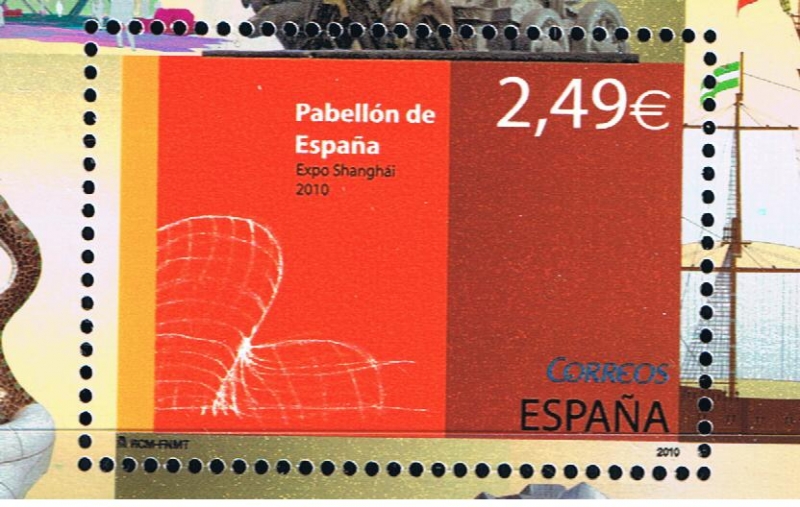 2,49€
Pabellón de
España
Expo Shanghái
2010
CORREOS
ESPAÑA
RCM-FNMT
2010